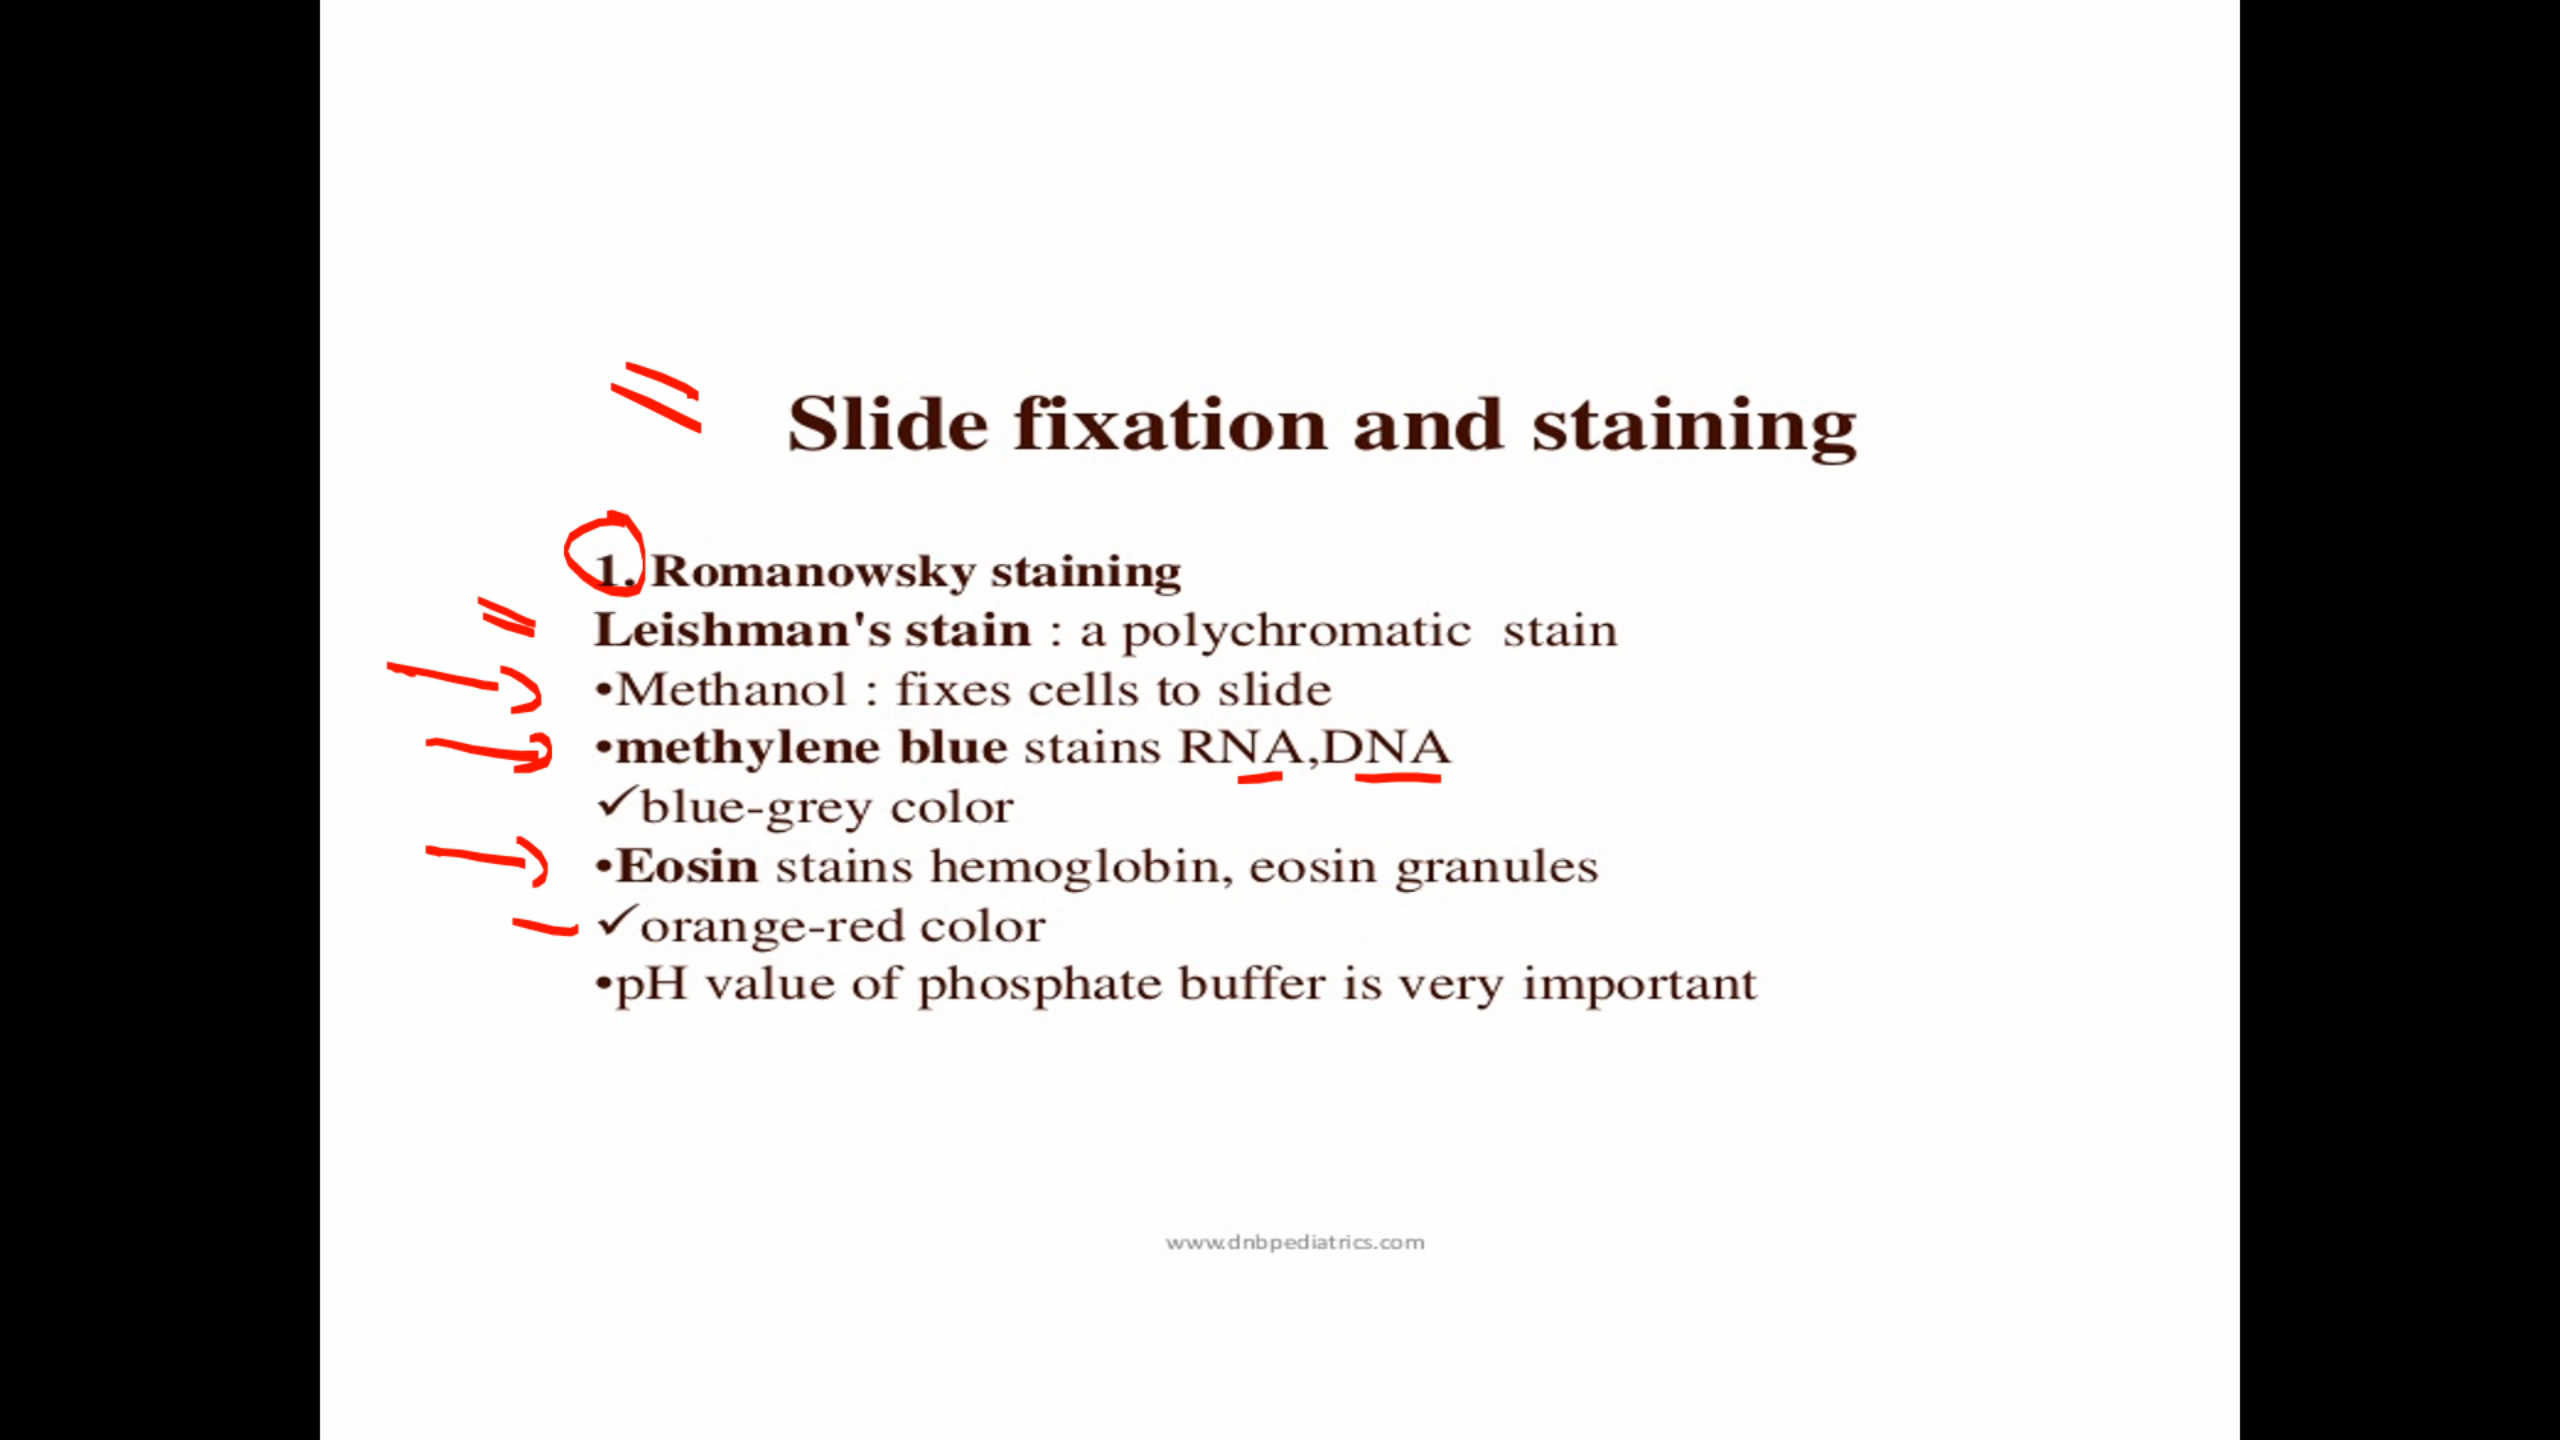 Slide fixation and staining
1. Romanowsky staining
Leishman's stain : a polychromatic stain
•Methanol : fixes cells to slide
•methylene blue stains RNA,DNA
✓blue-grey color
•Eosin stains hemoglobin, eosin granules
✓orange-red color
•pH value of phosphate buffer is very important
www.dnbpediatrics.com